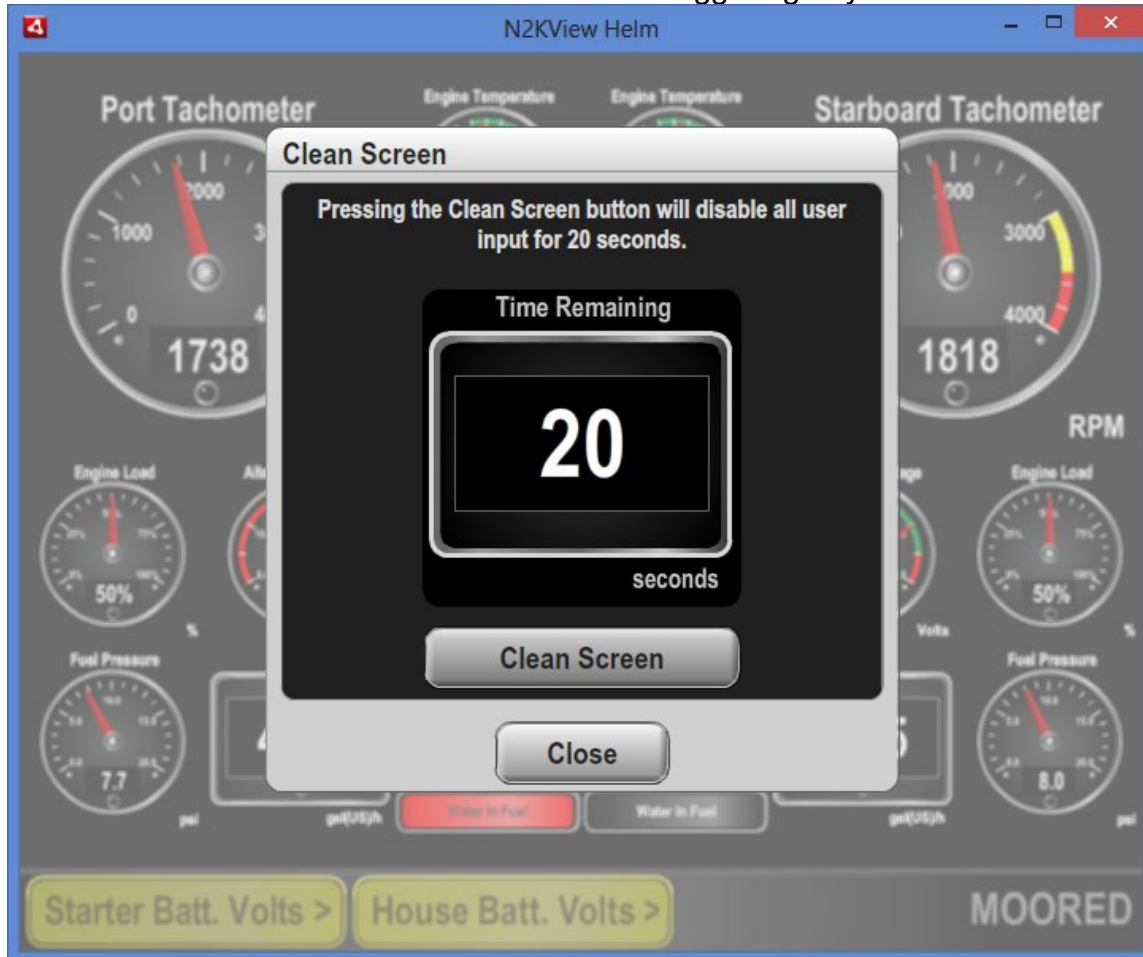 N2KView Helm
Port Tachometer
Engine Temperature
Engine Temperature
Starboard Tachometer
Clean Screen
Pressing the Clean Screen button will disable all user
input for 20 seconds.
Time Remaining
20
seconds
Clean Screen
Close
0
1000
2000
1738
3000
4000
1818
RPM
Engine Load
50%
%
Volts
Engine Load
50%
%
Fuel Pressure
7.7
psi
gal(US)/h
Water In Fuel
Water In Fuel
gal(US)/h
Fuel Pressure
8.0
psi
Starter Batt. Volts >
House Batt. Volts >
MOORED